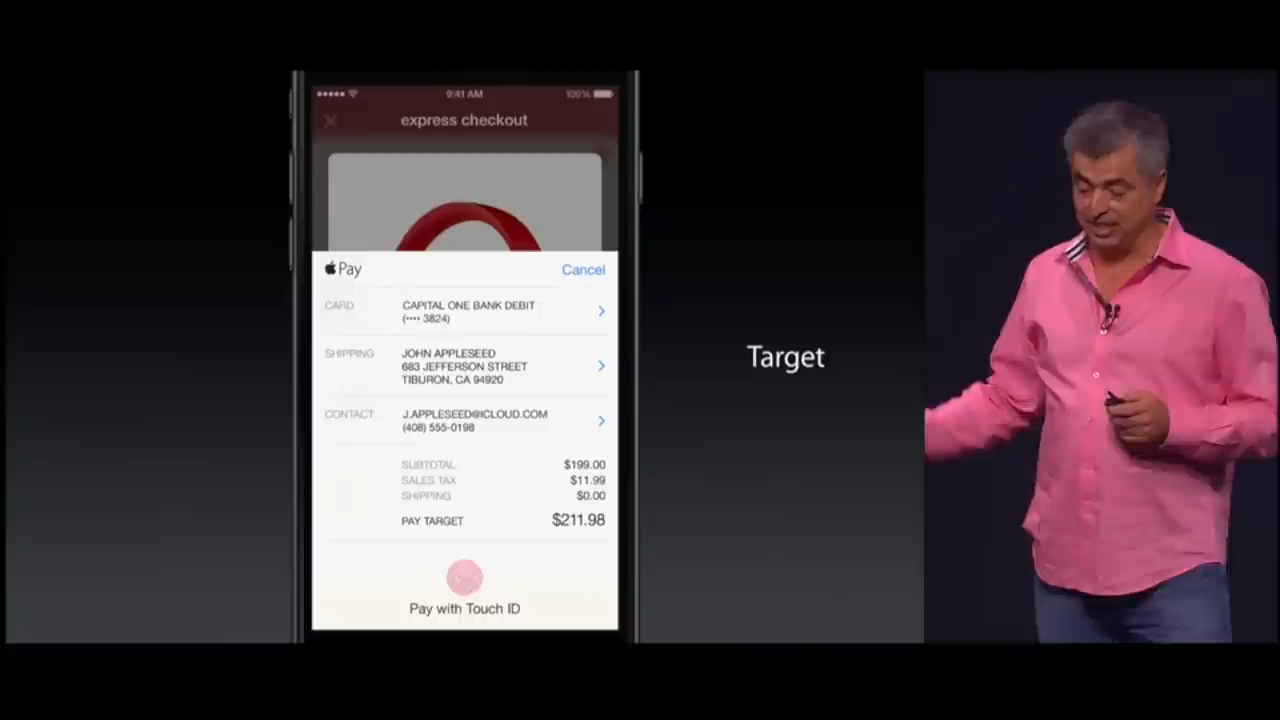 9:41 AM
100%
express checkout
Pay
Cancel
CARD
CAPITAL ONE BANK DEBIT
(•••• 3824)
SHIPPING
JOHN APPLESEED
683 JEFFERSON STREET
TIBURON, CA 94920
CONTACT
J.APPLESEED@ICLOUD.COM
(408) 555-0198
SUBTOTAL
$199.00
SALES TAX
$11.99
SHIPPING
$0.00
PAY TARGET
$211.98
Pay with Touch ID
Target